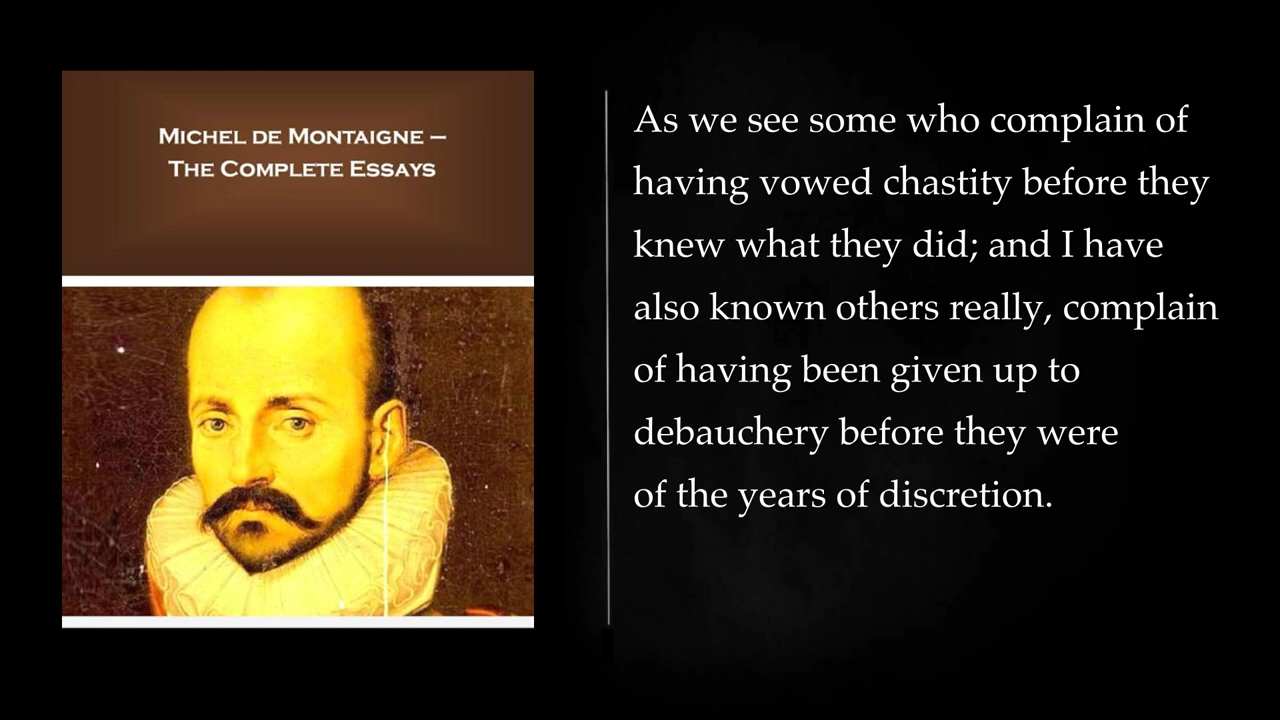 MICHEL DE MONTAIGNE –
THE COMPLETE ESSAYS
As we see some who complain of
having vowed chastity before they
knew what they did; and I have
also known others really, complain
of having been given up to
debauchery before they were
of the years of discretion.